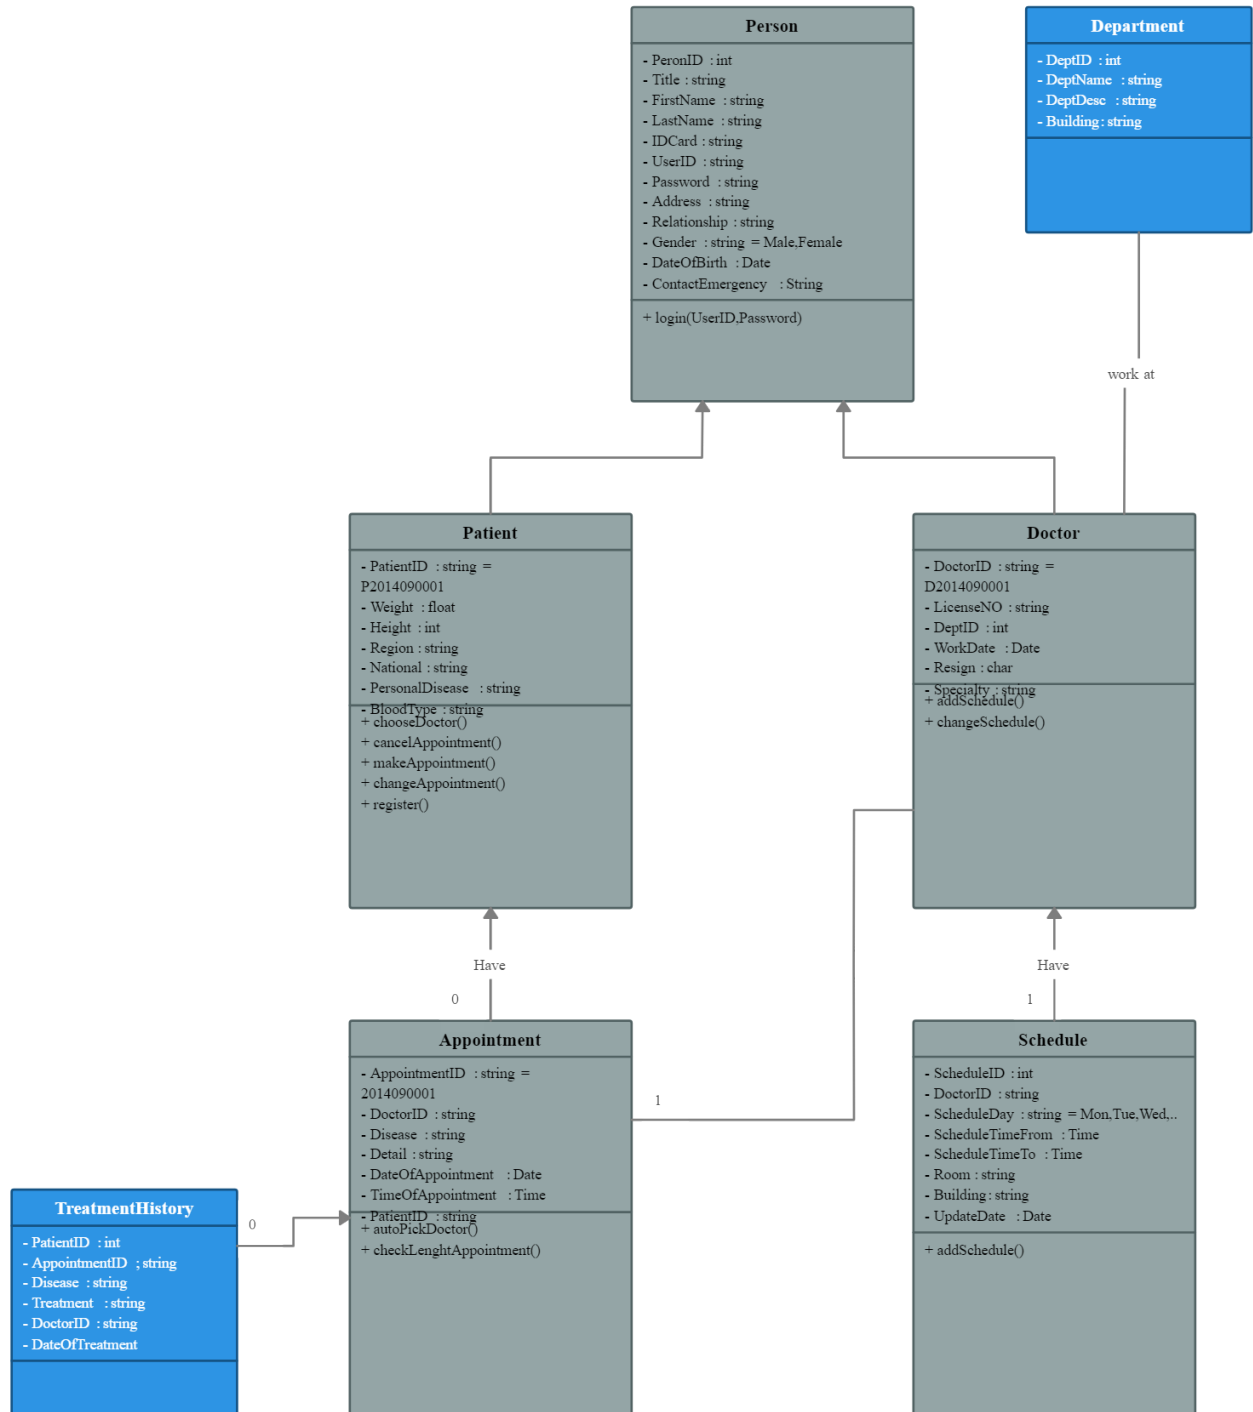 Person
- PeronID : int
- Title : string
- FirstName : string
- LastName : string
- IDCard : string
- UserID : string
- Password : string
- Address : string
- Relationship : string
- Gender : string = Male,Female
- DateOfBirth : Date
- ContactEmergency : String
+ login(UserID,Password)
Department
- DeptID : int
- DeptName : string
- DeptDesc : string
- Building : string
work at
Patient
- PatientID : string =
P2014090001
- Weight : float
- Height : int
- Region : string
- National : string
- PersonalDisease : string
- BloodType : string
+ chooseDoctor()
+ cancelAppointment()
+ makeAppointment()
+ changeAppointment()
+ register()
Doctor
- DoctorID : string =
D2014090001
- LicenseNO : string
- DeptID : int
- WorkDate : Date
- Resign : char
- Specialty : string
+ addSchedule()
+ changeSchedule()
Have
0
Have
1
Appointment
- AppointmentID : string =
2014090001
- DoctorID : string
- Disease : string
- Detail : string
- DateOfAppointment : Date
- TimeOfAppointment : Time
- PatientID : string
+ autoPickDoctor()
+ checkLenghtAppointment()
1
Schedule
- ScheduleID : int
- DoctorID : string
- ScheduleDay : string = Mon,Tue,Wed,..
- ScheduleTimeFrom : Time
- ScheduleTimeTo : Time
- Room : string
- Building : string
- UpdateDate : Date
+ addSchedule()
TreatmentHistory
- PatientID : int
- AppointmentID ; string
- Disease : string
- Treatment : string
- DoctorID : string
- DateOfTreatment
0